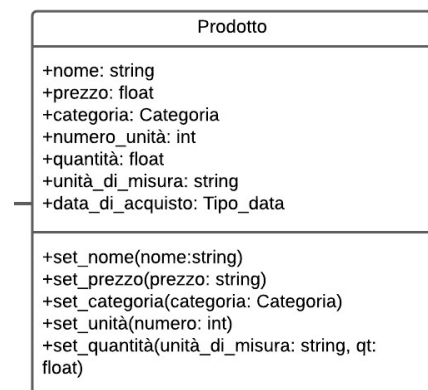 Prodotto
+nome: string
+prezzo: float
+categoria: Categoria
+numero_unità: int
+quantità: float
+unità_di_misura: string
+data_di_acquisto: Tipo_data
+set_nome(nome:string)
+set_prezzo(prezzo: string)
+set_categoria(categoria: Categoria)
+set_unità(numero: int)
+set_quantità(unità_di_misura: string, qt:
float)